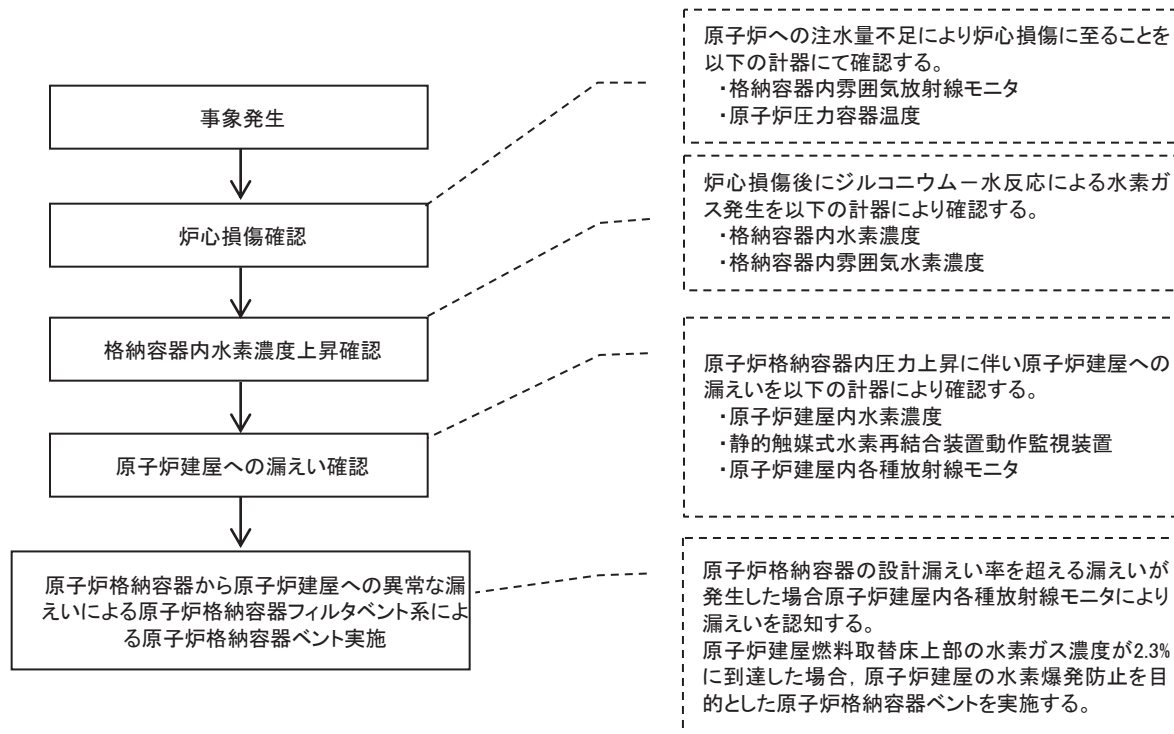 事象発生
炉心損傷確認
格納容器内水素濃度上昇確認
原子炉建屋への漏えい確認
原子炉格納容器から原子炉建屋への異常な漏
えいによる原子炉格納容器フィルタベント系によ
る原子炉格納容器ベント実施
原子炉への注水量不足により炉心損傷に至ることを
以下の計器にて確認する。
・格納容器内雰囲気放射線モニタ
・原子炉圧力容器温度
炉心損傷後にジルコニウム－水反応による水素ガ
ス発生を以下の計器により確認する。
・格納容器内水素濃度
・格納容器内雰囲気水素濃度
原子炉格納容器内圧力上昇に伴い原子炉建屋への
漏えいを以下の計器により確認する。
・原子炉建屋内水素濃度
・静的触媒式水素再結合装置動作監視装置
・原子炉建屋内各種放射線モニタ
原子炉格納容器の設計漏えい率を超える漏えいが
発生した場合原子炉建屋内各種放射線モニタにより
漏えいを認知する。
原子炉建屋燃料取替床上部の水素ガス濃度が2.3%
に到達した場合，原子炉建屋の水素爆発防止を目
的とした原子炉格納容器ベントを実施する。